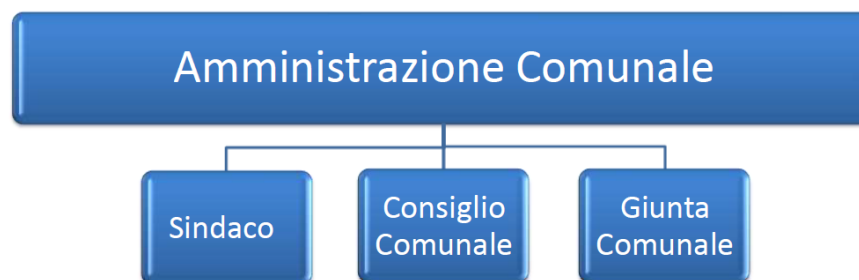 Amministrazione Comunale
Sindaco
Consiglio
Comunale
Giunta
Comunale